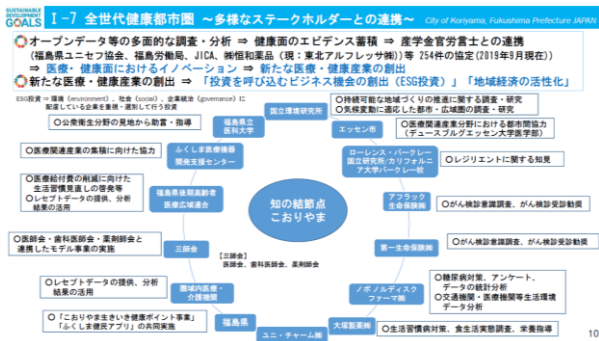 SUSTAINABLE DEVELOPMENT
GOALS
Ⅰ-7 全世代健康都市圏 ～多様なステークホルダーとの連携～
City of Koriyama, Fukushima Prefecture JAPAN
オープンデータ等の多面的な調査・分析 ⇒ 健康面のエビデンス蓄積 ⇒ 産学金官労言士との連携
(福島県ユニセフ協会、福島労働局、JICA、㈱恒和薬品（現：東北アルフレッサ㈱))等 254件の協定(2019年9月現在))
⇒ 医療・健康面におけるイノベーション ⇒ 新たな医療・健康産業の創出
新たな医療・健康産業の創出 ⇒ 「投資を呼び込むビジネス機会の創出(ESG投資)」「地域経済の活性化」
ESG投資 ⇒ 環境（environment）、社会（social）、企業統治（governance）に
配慮している企業を重視・選別して行う投資
国立環境研究所
○持続可能な地域づくりの推進に関する調査・研究
○気候変動に適応した都市・広域圏の調査・研究
福島県立
医科大学
○公衆衛生分野の見地から助言・指導
エッセン市
○医療関連産業分野における都市間協力
(デュースブルグエッセン大学医学部)
ふくしま医療機器
開発支援センター
○医療関連産業の集積に向けた協力
ローレンス・バークレー
国立研究所/カリフォルニ
ア大学バークレー校
○レジリエントに関する知見
福島県後期高齢者
医療広域連合
○医療給付費の削減に向けた
生活習慣見直しの啓発等
○レセプトデータの提供、分析
結果の活用
知の結節点
こおりやま
アフラック
生命保険㈱
○がん検診意識調査、がん検診受診勧奨
三師会
○医師会・歯科医師会・薬剤師会と
連携したモデル事業の実施
【三師会】
医師会、歯科医師会、薬剤師会
第一生命保険㈱
○がん検診意識調査、がん検診受診勧奨
圏域内医療・
介護機関
○レセプトデータの提供、分析
結果の活用
ノボ ノルディスク
ファーマ㈱
○糖尿病対策、アンケート、
データの統計分析
○交通機関・医療機関等生活環境
データ分析
福島県
○「こおりやま生きいき健康ポイント事業」
「ふくしま健民アプリ」の共同実施
ユニ・チャーム㈱
大塚製薬㈱
○生活習慣病対策、食生活実態調査、栄養指導
10